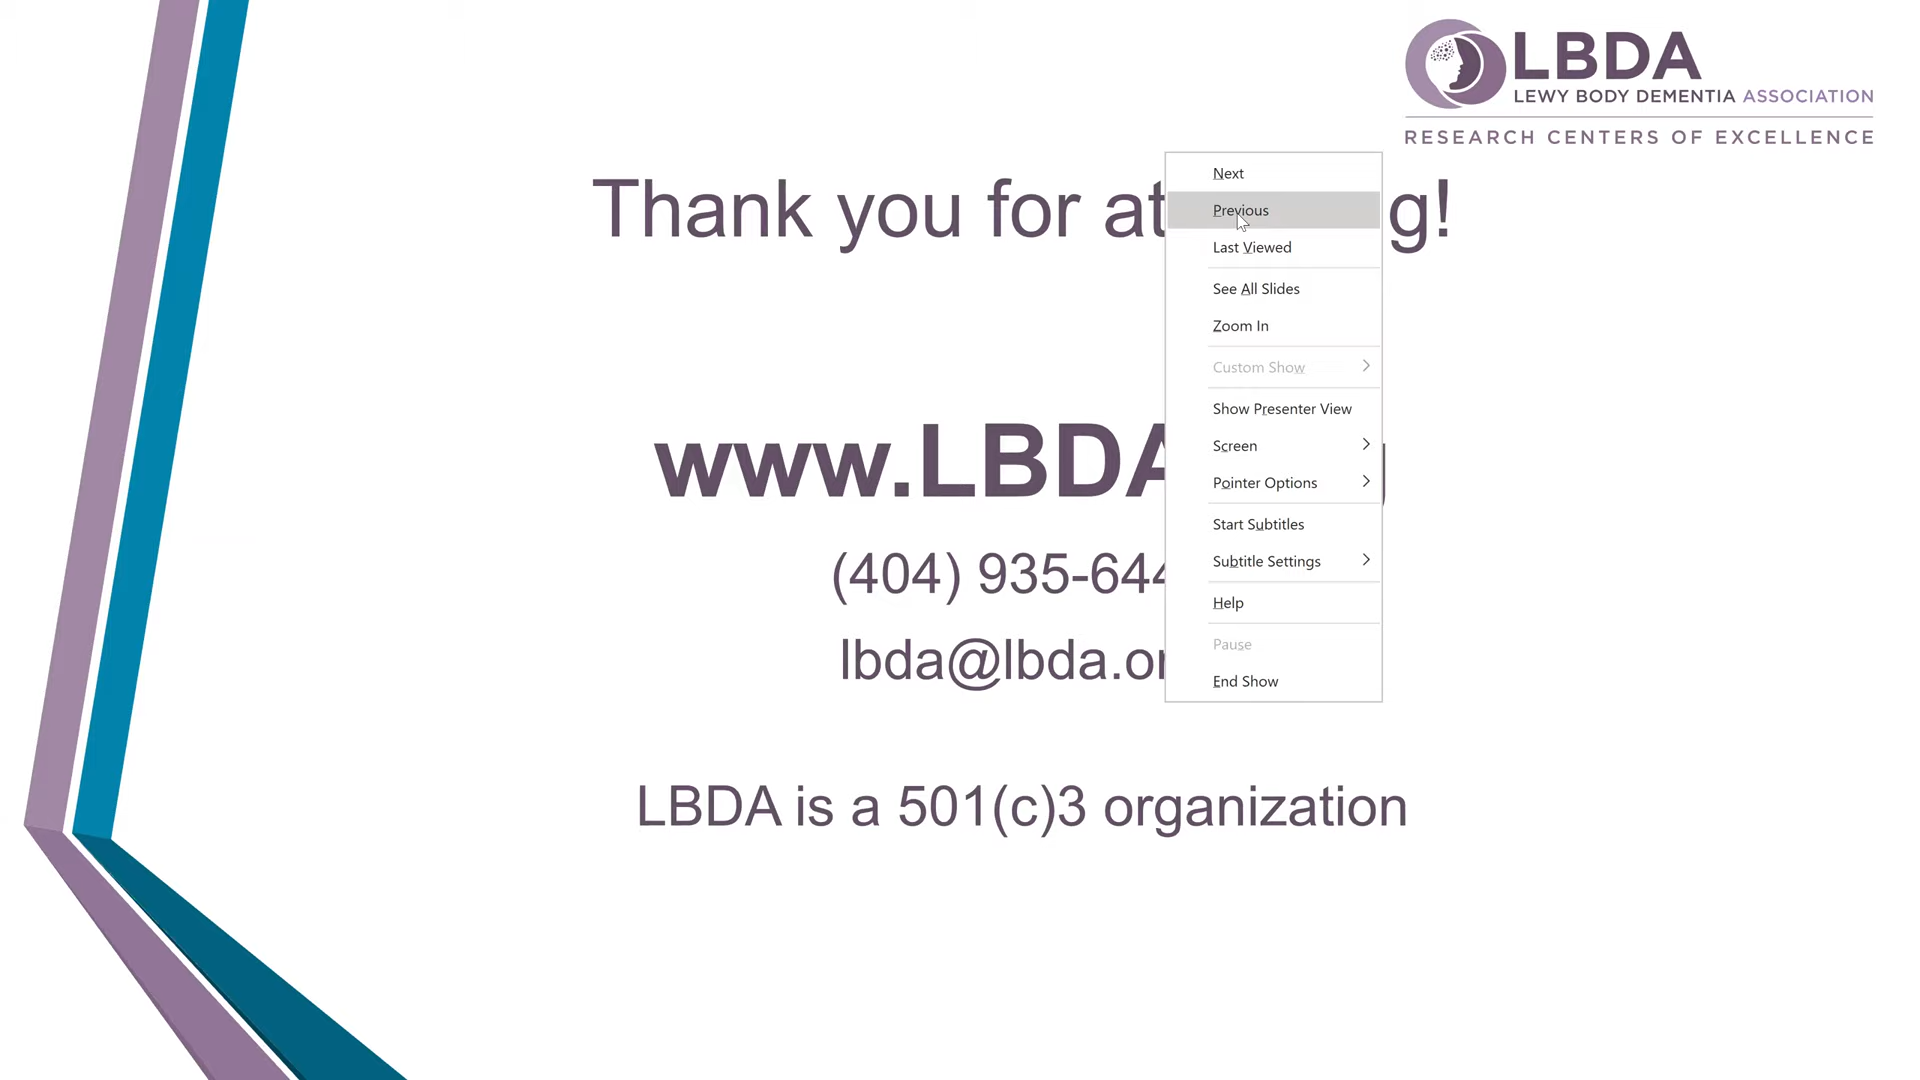 LBDA
LEWY BODY DEMENTIA ASSOCIATION
RESEARCH CENTERS OF EXCELLENCE
Thank you for at g!
www.LBDA
(404) 935-644
lbda@lbda.or
LBDA is a 501(c)3 organization
Next
Previous
Last Viewed
See All Slides
Zoom In
Custom Show
Show Presenter View
Screen
Pointer Options
Start Subtitles
Subtitle Settings
Help
Pause
End Show